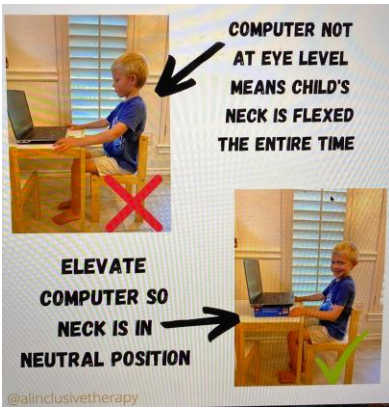 COMPUTER NOT
AT EYE LEVEL
MEANS CHILD'S
NECK IS FLEXED
THE ENTIRE TIME
ELEVATE
COMPUTER SO
NECK IS IN
NEUTRAL POSITION
@alinclusivetherapy